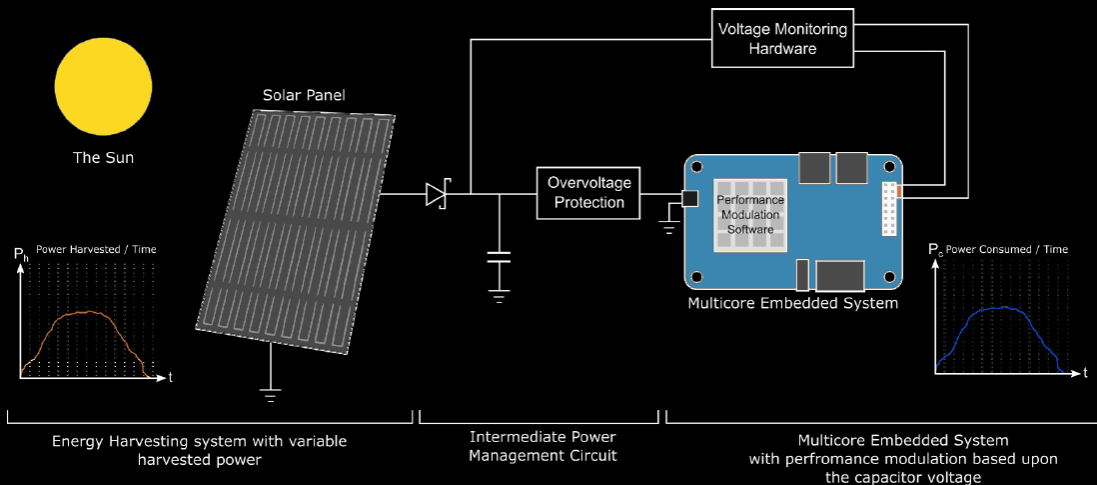 Voltage Monitoring
Hardware
Solar Panel
The Sun
Overvoltage
Protection
Performance
Modulation
Software
Multicore Embedded System
Ph
Power Harvested / Time
t
Pc
Power Consumed / Time
t
Energy Harvesting system with variable
harvested power
Intermediate Power
Management Circuit
Multicore Embedded System
with perfromance modulation based upon
the capacitor voltage